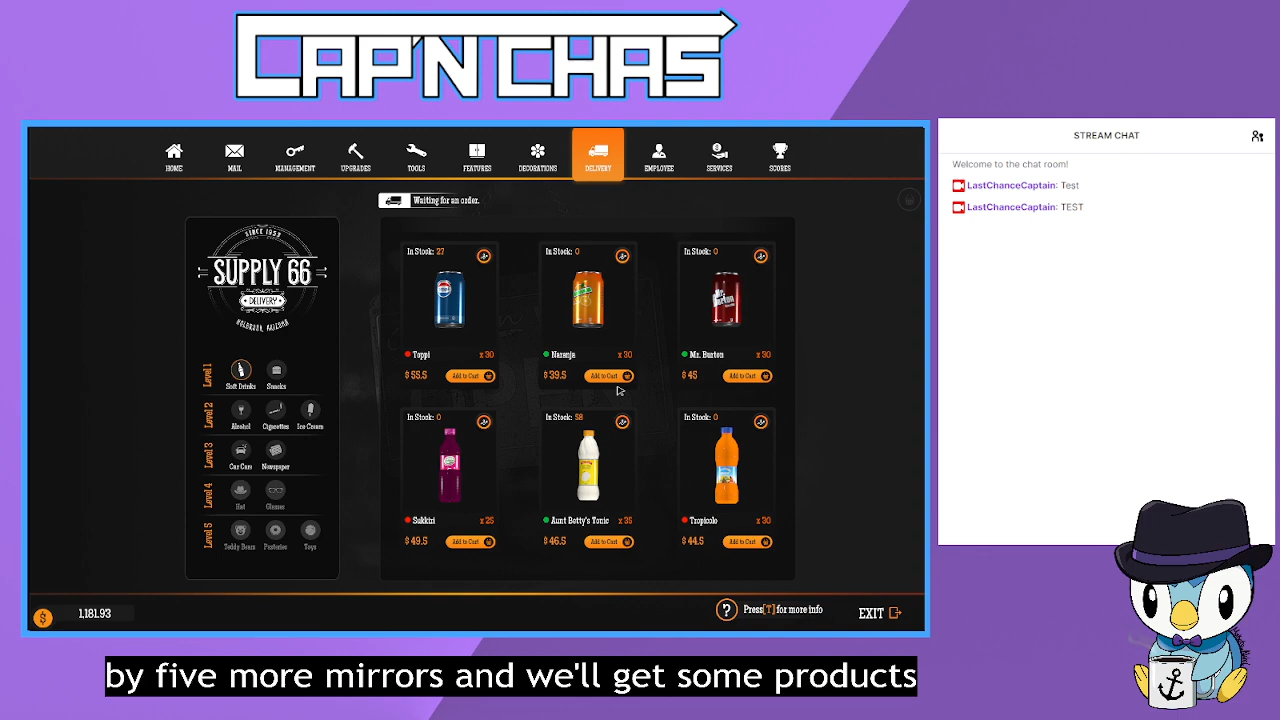 CAP'N CHAS
HOME
MAIL
MANAGEMENT
UPGRADES
TOOLS
FEATURES
DECORATIONS
DELIVERY
EMPLOYEE
SERVICES
SCORES
Waiting for an order.
SINCE 1953
SUPPLY 66
DELIVERY
HOLBROOK, ARIZONA
Level 1
Soft Drinks
Snacks
Level 2
Alcohol
Cigarettes
Ice Cream
Level 3
Car Care
Newspaper
Level 4
Hat
Glasses
Level 5
Teddy Bears
Pastries
Toys
In Stock: 27
Toppi x 30
$ 55.5 Add to Cart
In Stock: 0
Naranja x 30
$ 39.5 Add to Cart
In Stock: 0
Mr. Burton x 30
$ 45 Add to Cart
In Stock: 0
Sakkiri x 25
$ 49.5 Add to Cart
In Stock: 58
Aunt Betty's Tonic x 35
$ 46.5 Add to Cart
In Stock: 0
Tropicolo x 30
$ 44.5 Add to Cart
$ 1,181.93
? Press [T] for more info
EXIT
STREAM CHAT
Welcome to the chat room!
LastChanceCaptain: Test
LastChanceCaptain: TEST
by five more mirrors and we'll get some products